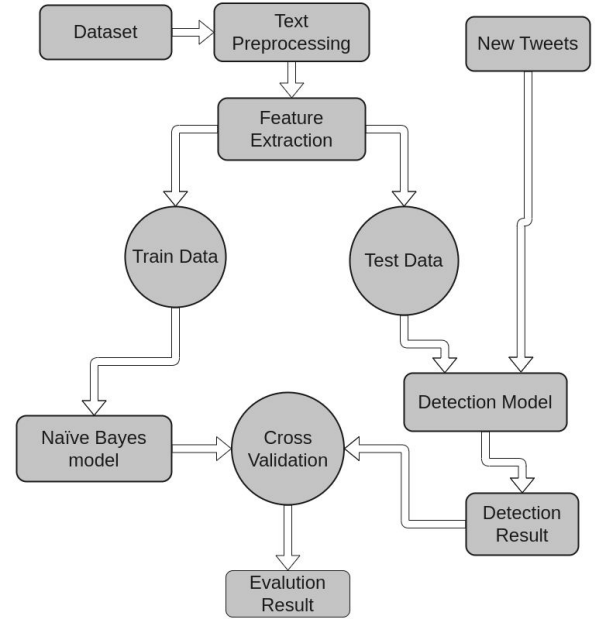 Dataset
Text
Preprocessing
New Tweets
Feature
Extraction
Train Data
Test Data
Detection Model
Naïve Bayes
model
Cross
Validation
Detection
Result
Evalution
Result